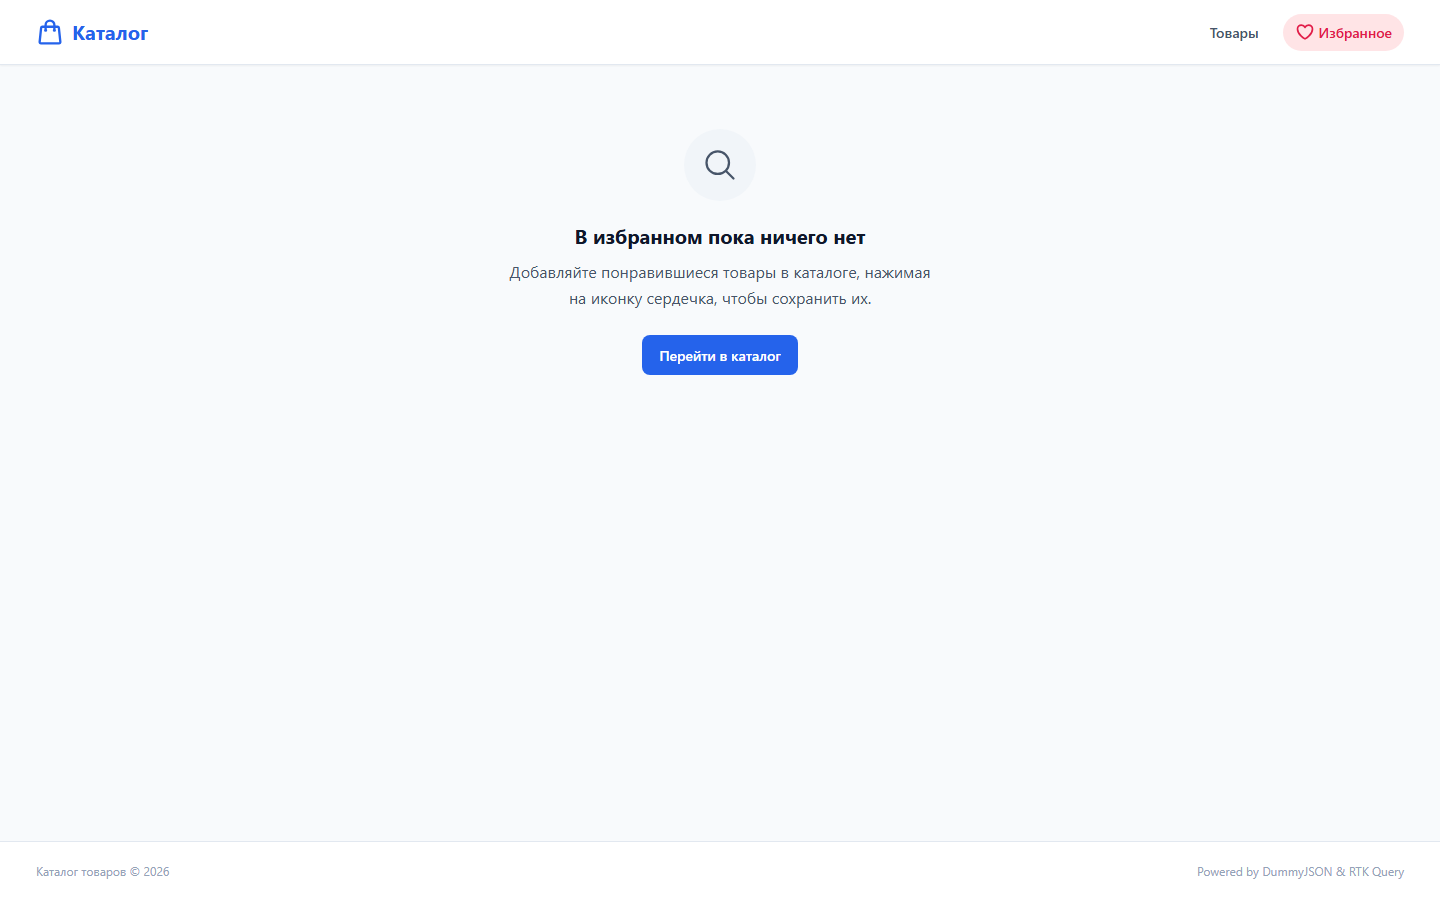 Каталог
Товары
Избранное
В избранном пока ничего нет
Добавляйте понравившиеся товары в каталоге, нажимая
на иконку сердечка, чтобы сохранить их.
Перейти в каталог
Каталог товаров © 2026
Powered by DummyJSON & RTK Query